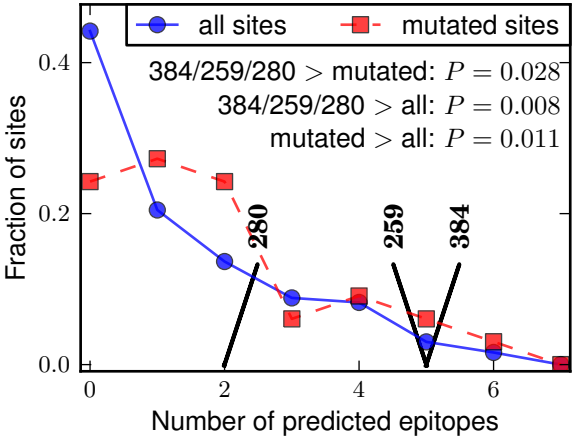 all sites mutated sites
384/259/280 > mutated: P = 0.028
384/259/280 > all: P = 0.008
mutated > all: P = 0.011
Fraction of sites
0.4
0.2
0.0
280
259
384
0 2 4 6
Number of predicted epitopes